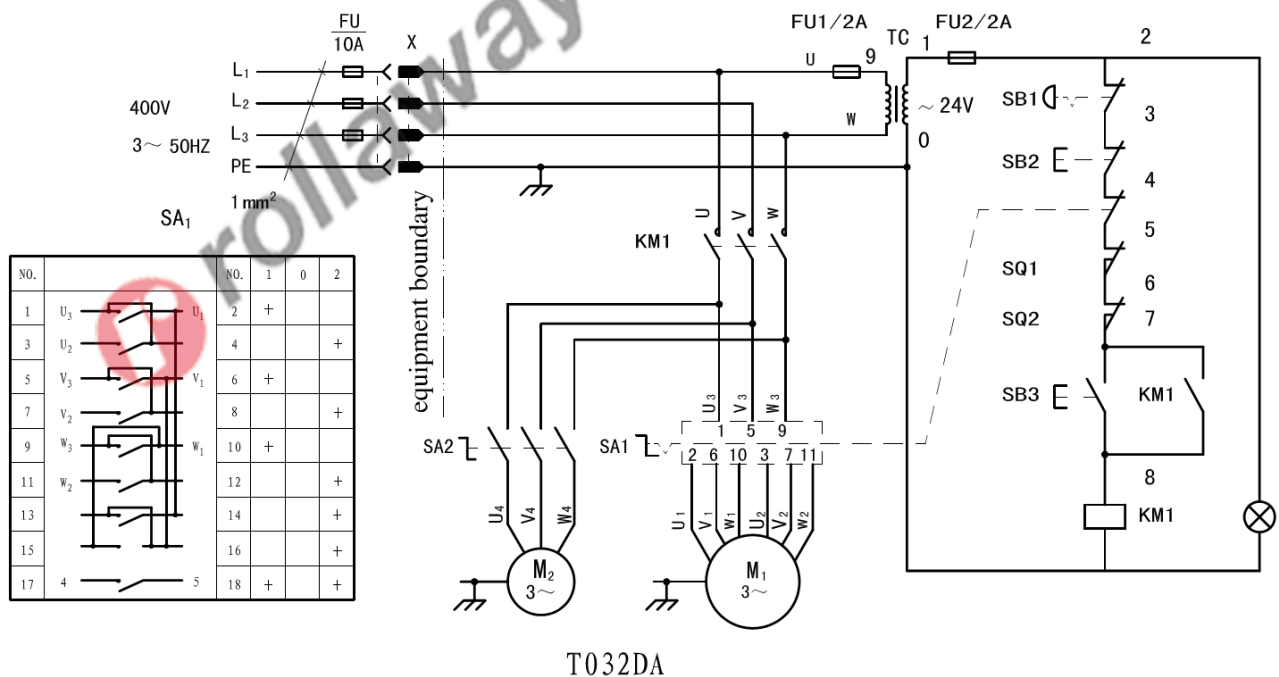 rollaway
FU
10A
X
FU1/2A
TC
FU2/2A
U
9
1
2
L1
L2
L3
PE
400V
3～ 50HZ
1mm²
W
～ 24V
0
SB1
3
SB2
4
5
SQ1
6
SQ2
7
SB3
KM1
8
KM1
equipment boundary
U
V
W
KM1
U3
V3
W3
SA2
SA1
1 5 9
2 6 10 3 7 11
U4
V4
W4
U1
V1
W1
U2
V2
W2
M2
3～
M1
3～
SA1
NO. NO. 1 0 2
1 U3 U1 2 +
3 U2 4 +
5 V3 V1 6 +
7 V2 8 +
9 W3 W1 10 +
11 W2 12 +
13 14 +
15 16 +
17 4 5 18 + +
T032DA